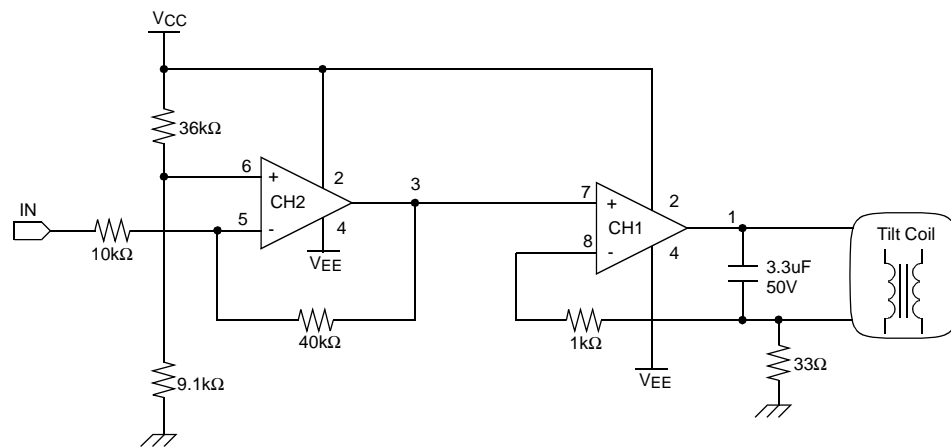 VCC
36kΩ
6
+
2
3
7
+
2
IN
CH2
1
Tilt Coil
5
-
4
8
CH1
4
10kΩ
VEE
-
3.3uF
50V
40kΩ
1kΩ
9.1kΩ
VEE
33Ω